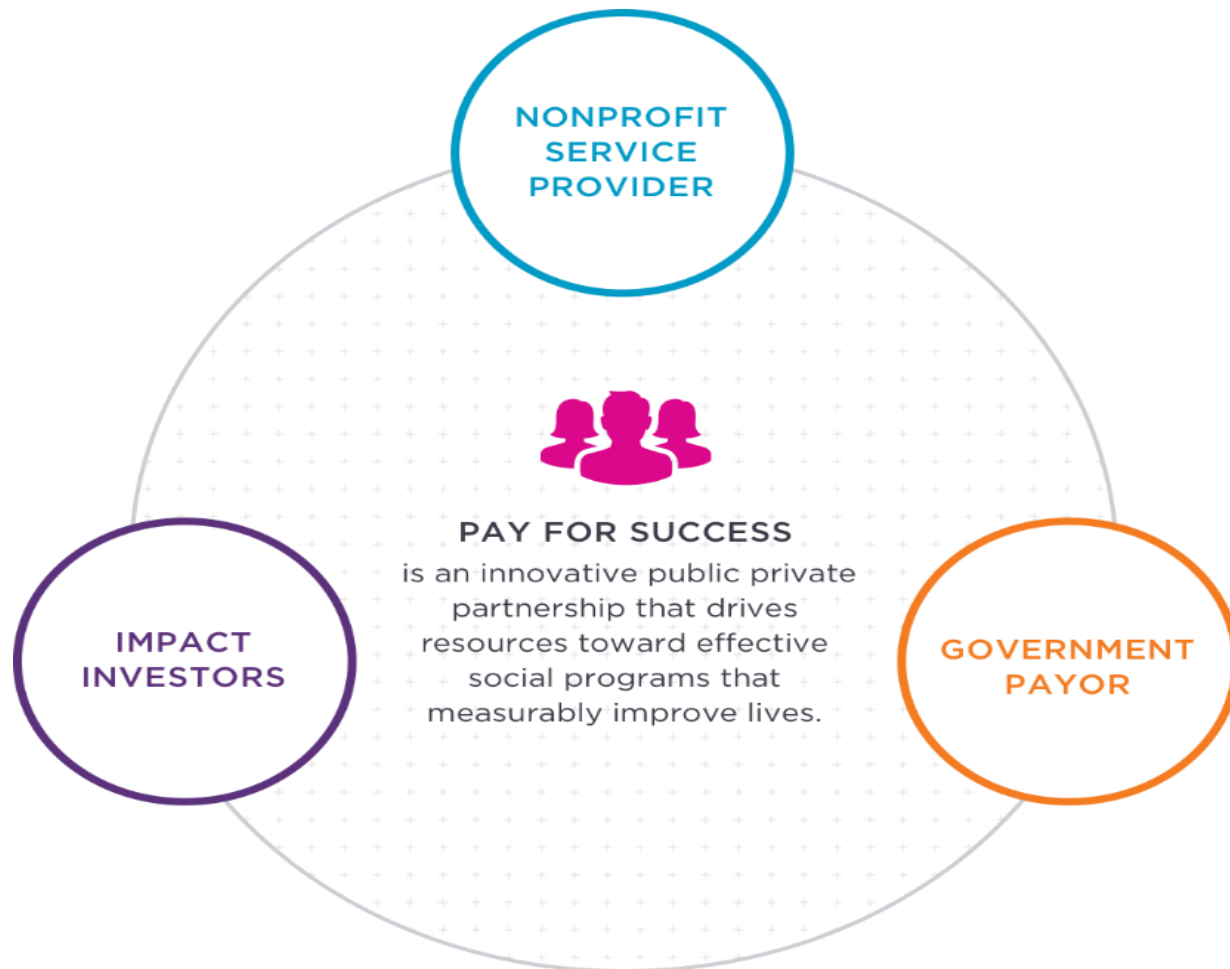 NONPROFIT
SERVICE
PROVIDER
PAY FOR SUCCESS
is an innovative public private
partnership that drives
resources toward effective
social programs that
measurably improve lives.
IMPACT
INVESTORS
GOVERNMENT
PAYOR